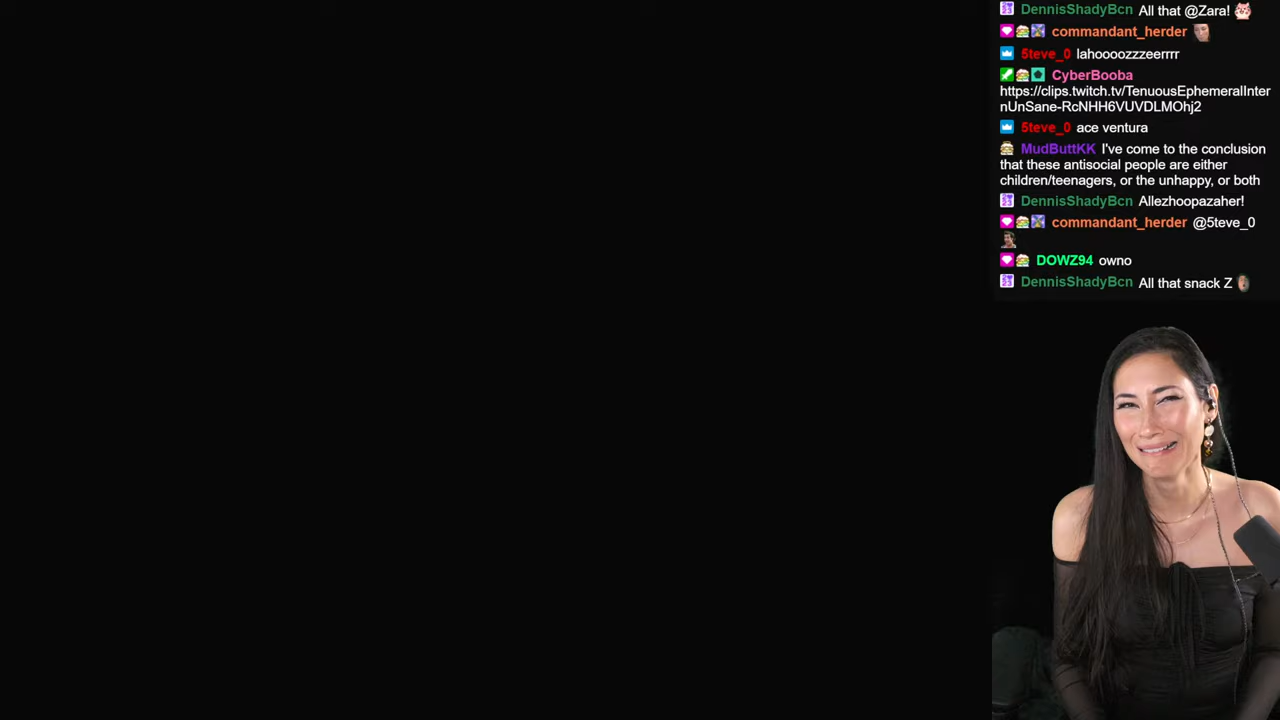 DennisShadyBcn All that @Zara!
commandant_herder
5teve_0 lahoooozzzeerrrr
CyberBooba
https://clips.twitch.tv/TenuousEphemeralInter
nUnSane-RcNHH6VUVDLMOhj2
5teve_0 ace ventura
MudButtKK I've come to the conclusion
that these antisocial people are either
children/teenagers, or the unhappy, or both
DennisShadyBcn Allezhoopazaher!
commandant_herder @5teve_0
DOWZ94 owno
DennisShadyBcn All that snack Z